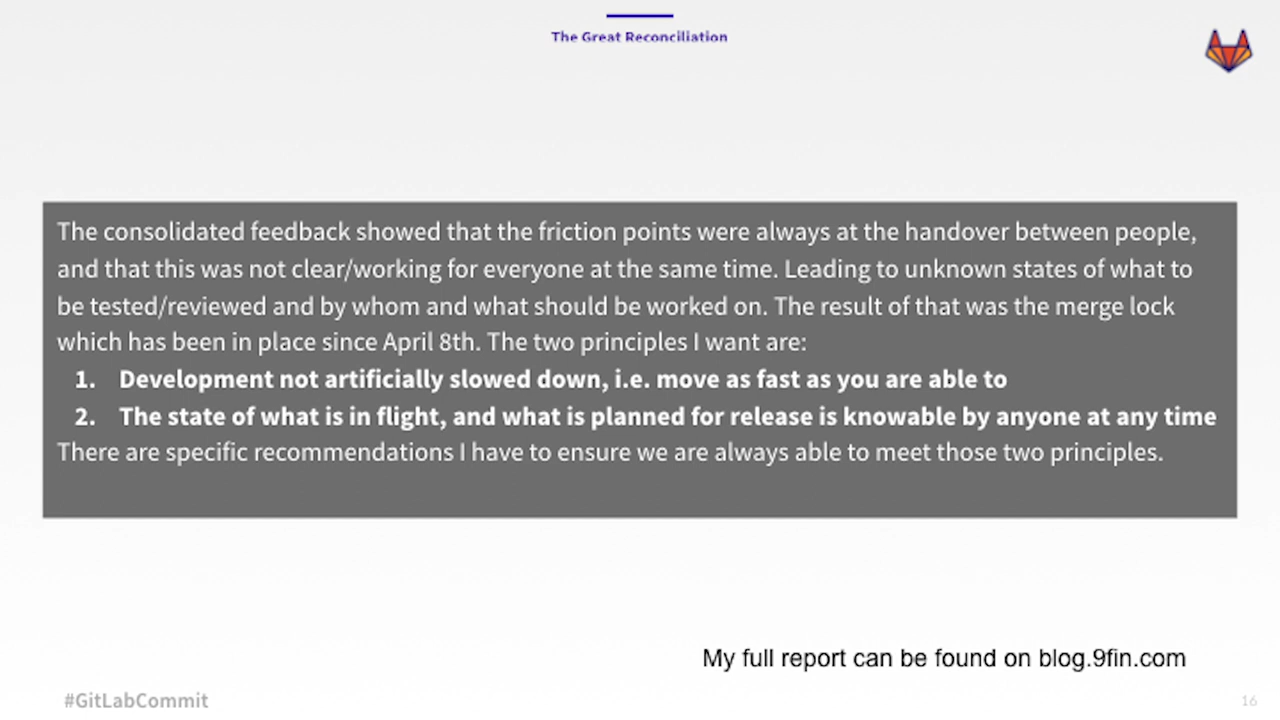 The Great Reconciliation
The consolidated feedback showed that the friction points were always at the handover between people,
and that this was not clear/working for everyone at the same time. Leading to unknown states of what to
be tested/reviewed and by whom and what should be worked on. The result of that was the merge lock
which has been in place since April 8th. The two principles I want are:
1. Development not artificially slowed down, i.e. move as fast as you are able to
2. The state of what is in flight, and what is planned for release is knowable by anyone at any time
There are specific recommendations I have to ensure we are always able to meet those two principles.
My full report can be found on blog.9fin.com
#GitLabCommit
16